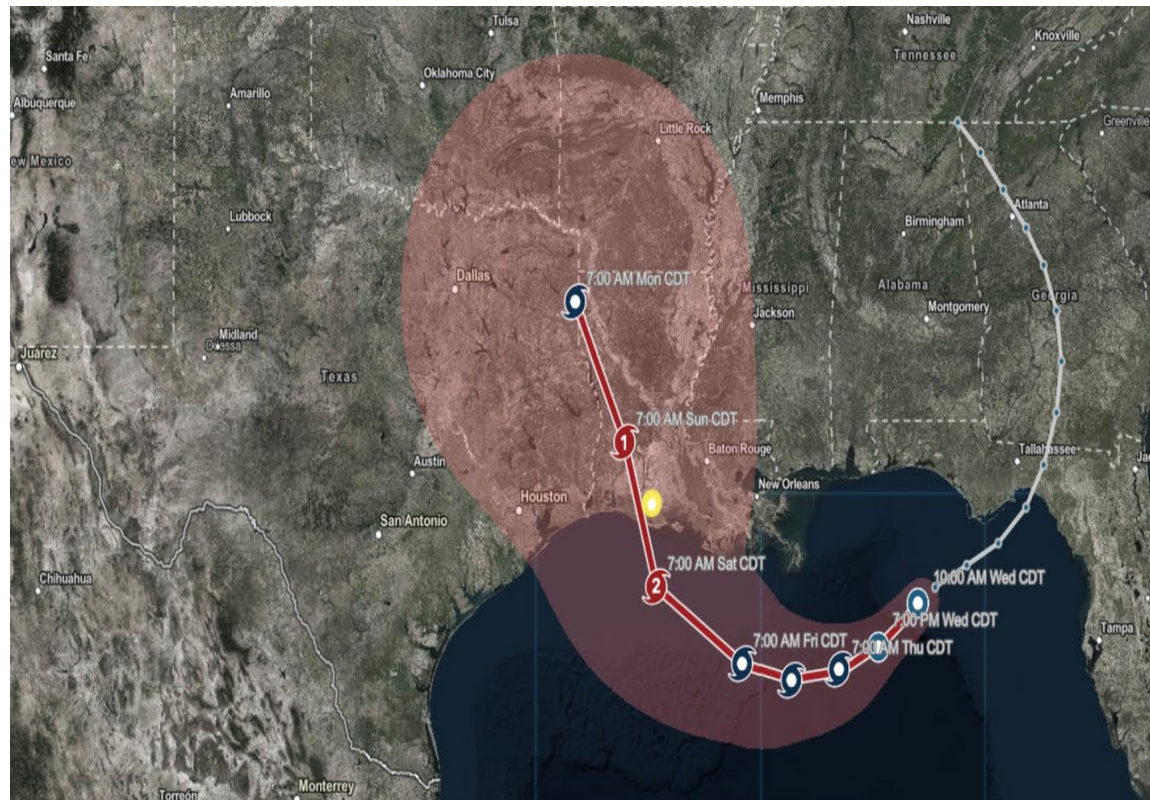 Nashville
Tulsa
Knoxville
Santa Fe
Tennessee
Oklahoma City
Amarillo
Albuquerque
Memphis
Greenville
Little Rock
ew Mexico
Lubbock
Atlanta
Birmingham
Dallas
7:00 AM Mon CDT
Mississippi
Alabama
Georgia
Montgomery
Jackson
Midland
Odessa
Juárez
Texas
7:00 AM Sun CDT
1
Baton Rouge
Tallahassee
Ja
Austin
New Orleans
Houston
San Antonio
7:00 AM Sat CDT
2
10:00 AM Wed CDT
Chihuahua
7:00 PM Wed CDT
Tampa
7:00 AM Fri CDT
7:00 AM Thu CDT
Monterrey
Torreón